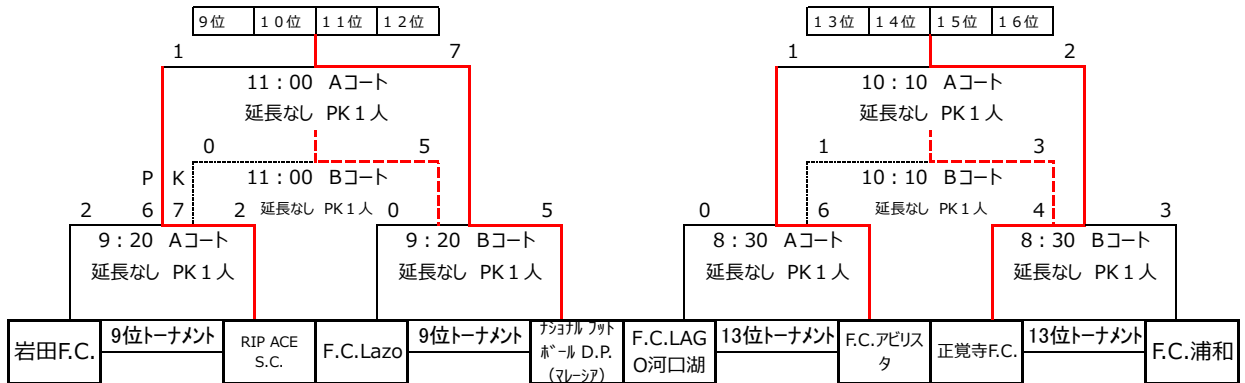 9位 10位 11位 12位 13位 14位 15位 16位
1 7 1 2
11：00 Aコート 10：10 Aコート
延長なし PK１人 延長なし PK１人
0 5 1 3
P K 11：00 Bコート 10：10 Bコート
2 6 7 2 延長なし PK１人 0 5 0 6 延長なし PK１人 4 3
9：20 Aコート 9：20 Bコート 8：30 Aコート 8：30 Bコート
延長なし PK１人 延長なし PK１人 延長なし PK１人 延長なし PK１人
岩田F.C. 9位トーナメント RIP ACE S.C. F.C.Lazo 9位トーナメント ﾅｼｮﾅﾙ ﾌｯﾄ
ﾎﾞｰﾙ D.P.
(ﾏﾚｰｼｱ)
F.C.LAG
O河口湖
13位トーナメント
F.C.アビリス
タ
正覚寺F.C. 13位トーナメント F.C.浦和